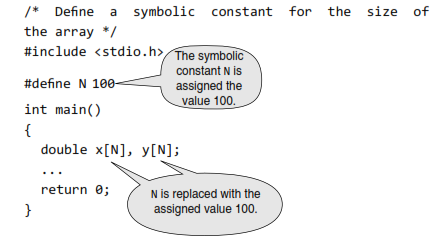 /* Define a symbolic constant for the size of
the array */
#include <stdio.h>
#define N 100
The symbolic
constant N is
assigned the
value 100.
int main()
{
double x[N], y[N];
...
return 0;
}
N is replaced with the
assigned value 100.